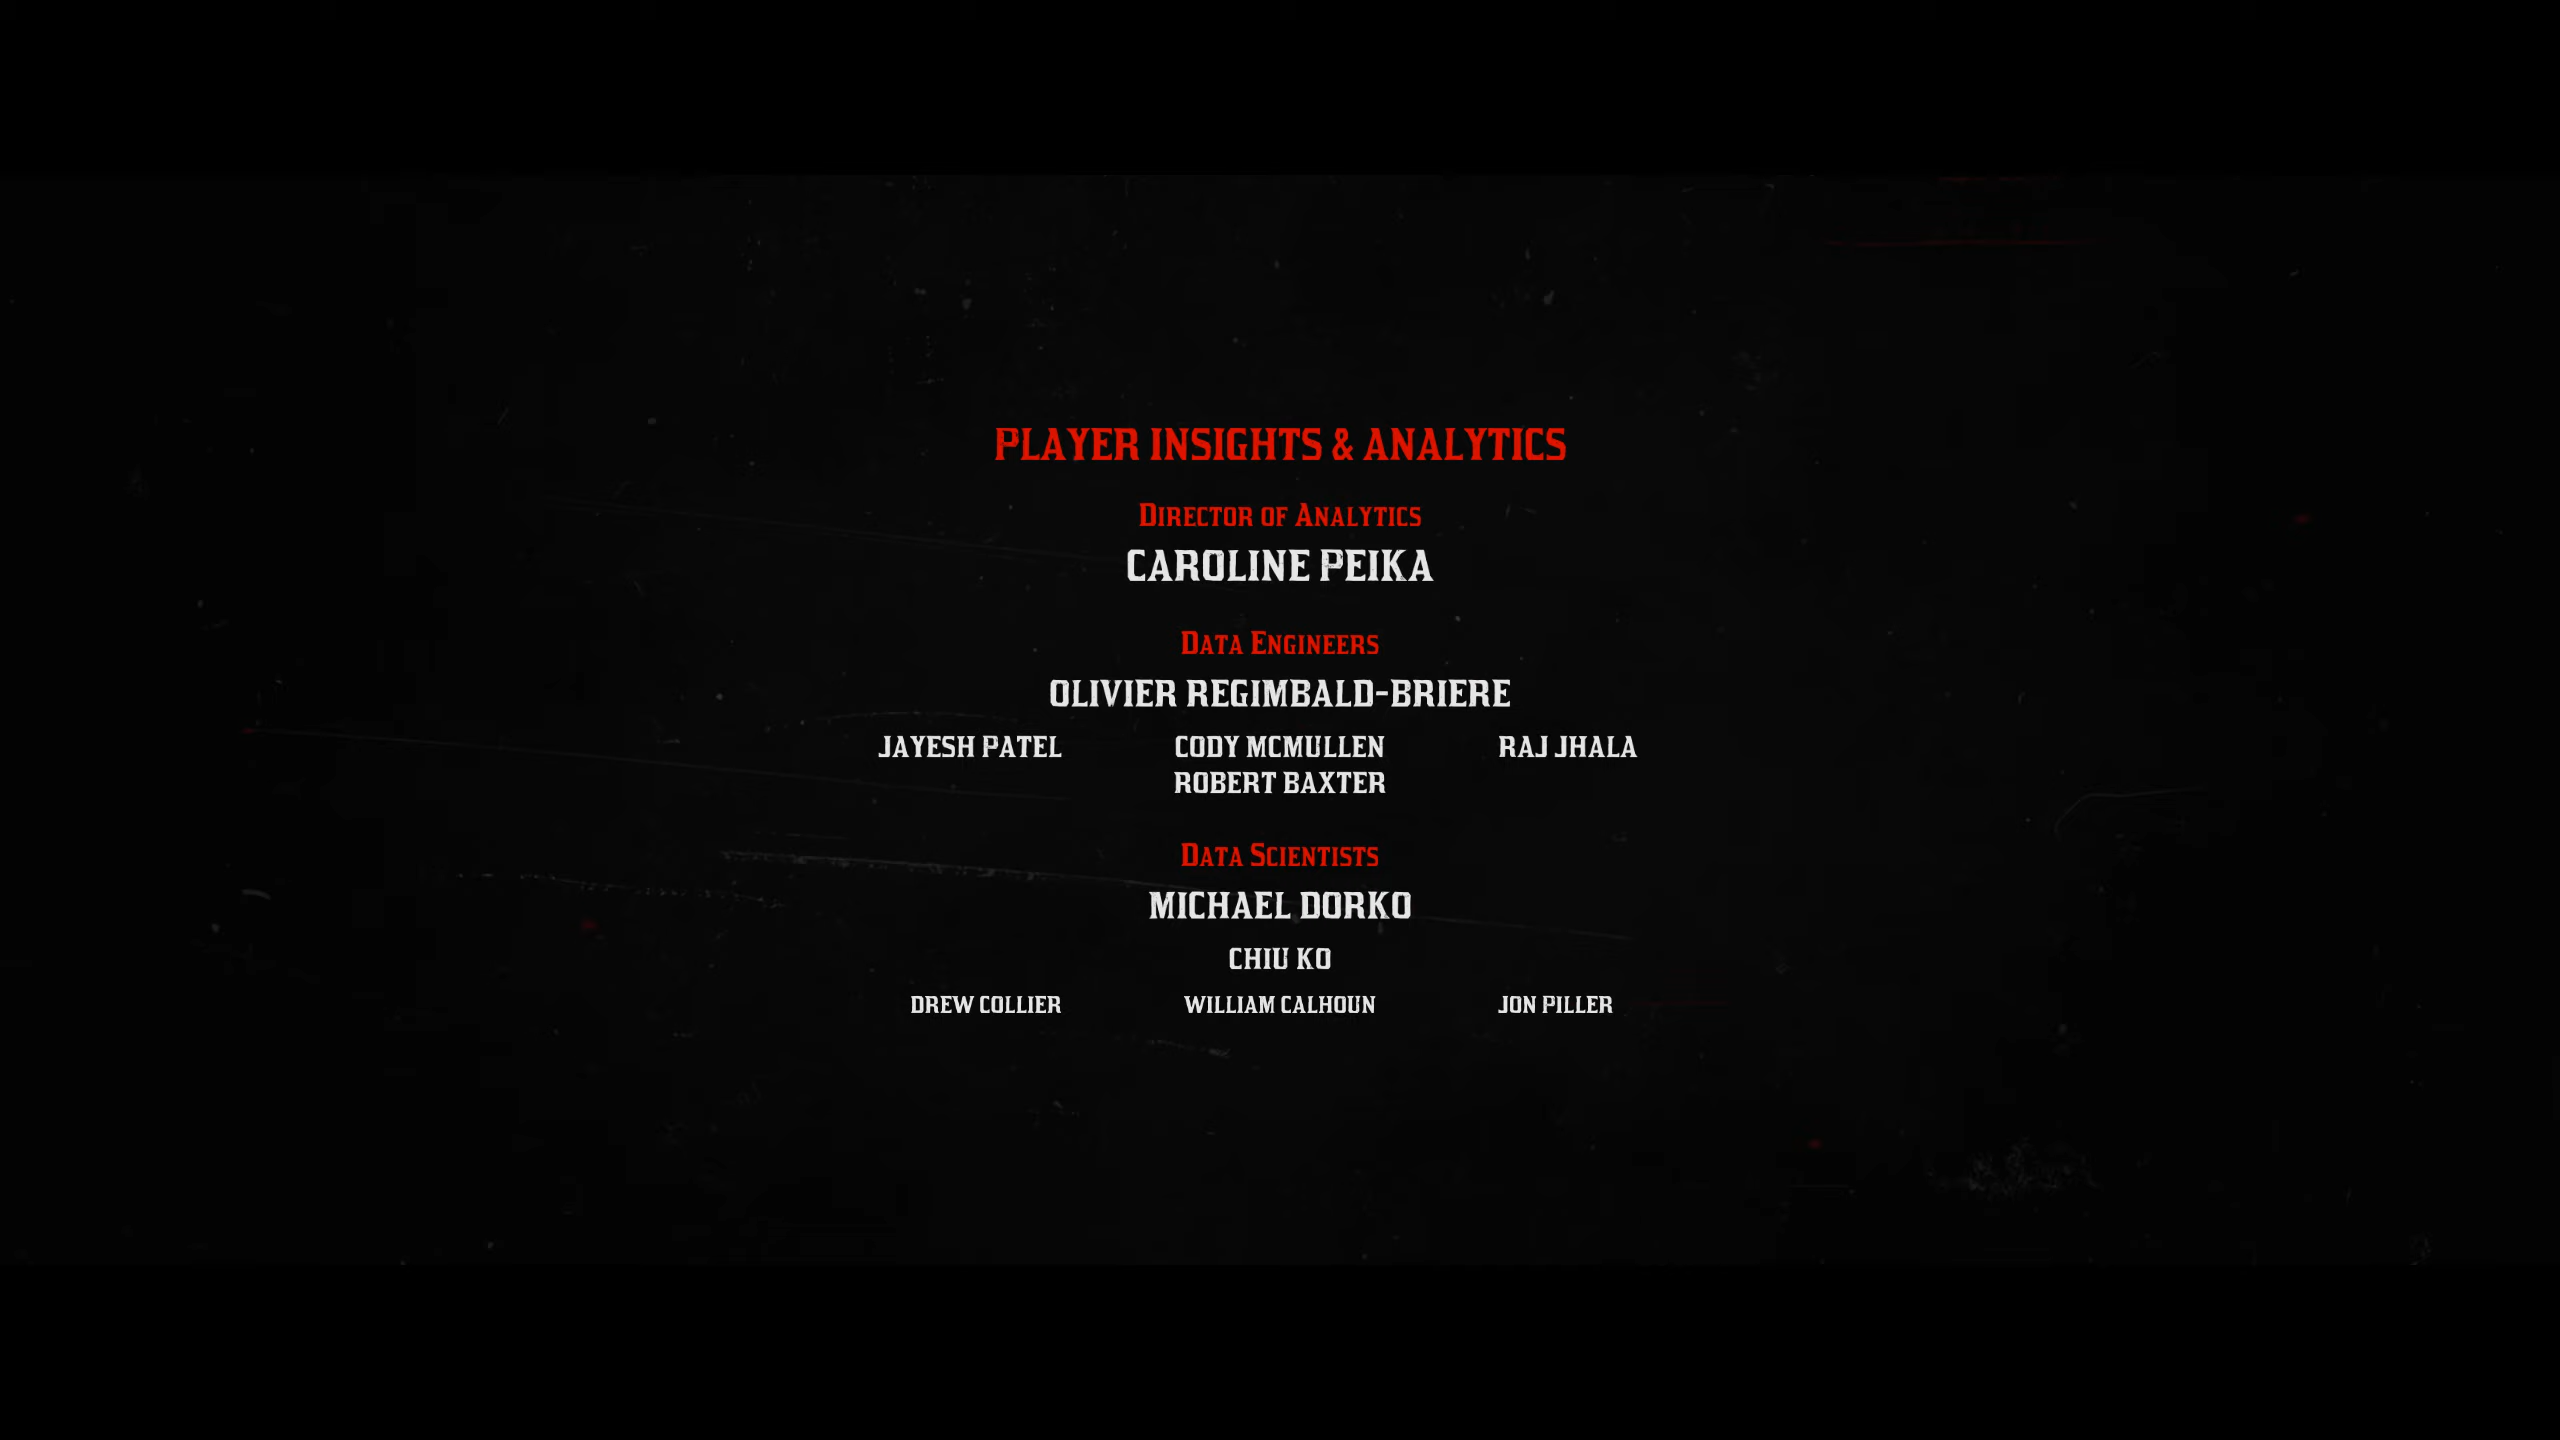 PLAYER INSIGHTS & ANALYTICS
DIRECTOR OF ANALYTICS
CAROLINE PEIKA
DATA ENGINEERS
OLIVIER REGIMBALD-BRIERE
JAYESH PATEL CODY MCMULLEN RAJ JHALA
ROBERT BAXTER
DATA SCIENTISTS
MICHAEL DORKO
CHIU KO
DREW COLLIER WILLIAM CALHOUN JON PILLER